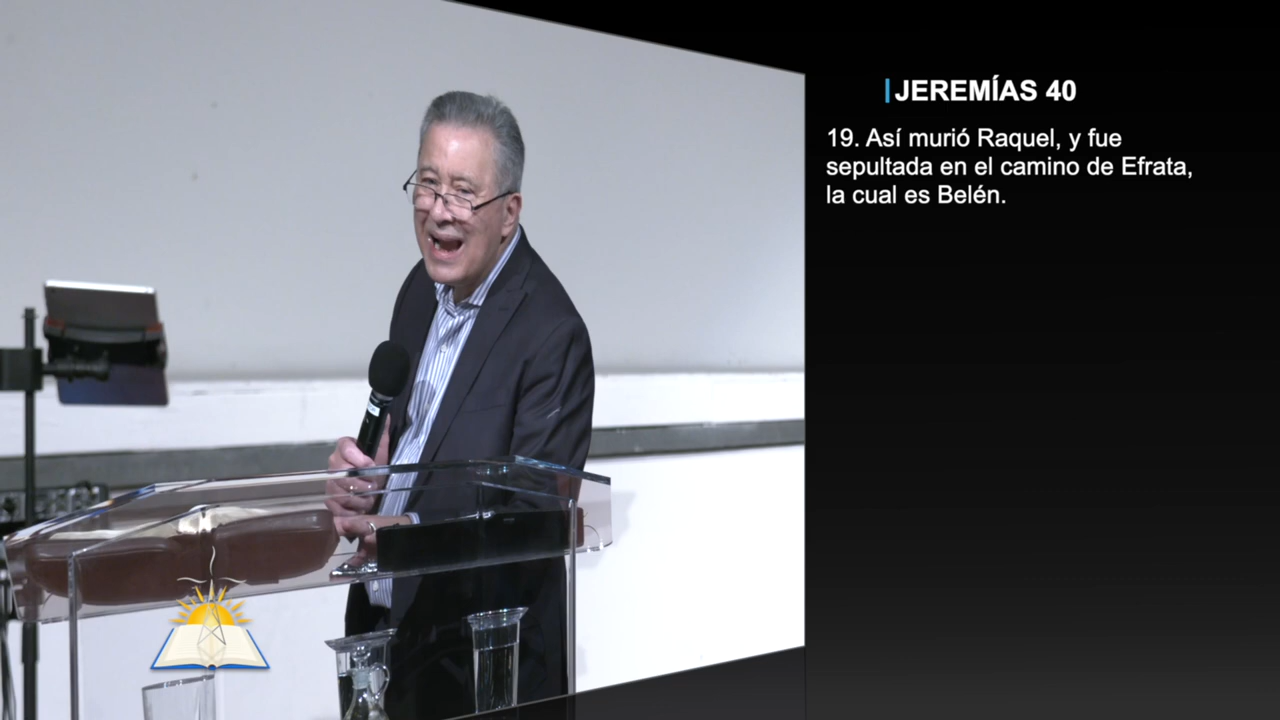 JEREMÍAS 40
19. Así murió Raquel, y fue
sepultada en el camino de Efrata,
la cual es Belén.